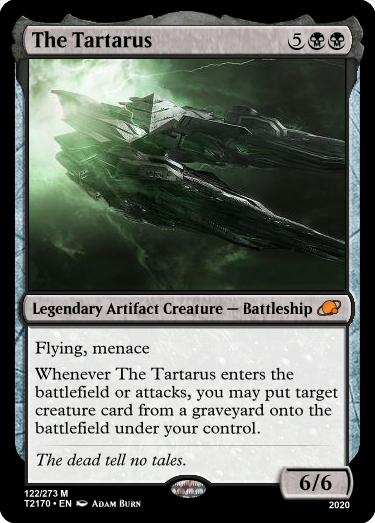 The Tartarus 5
Legendary Artifact Creature — Battleship
Flying, menace
Whenever The Tartarus enters the
battlefield or attacks, you may put target
creature card from a graveyard onto the
battlefield under your control.
The dead tell no tales.
6/6
122/273 M
T2170 • EN Adam Burn
2020